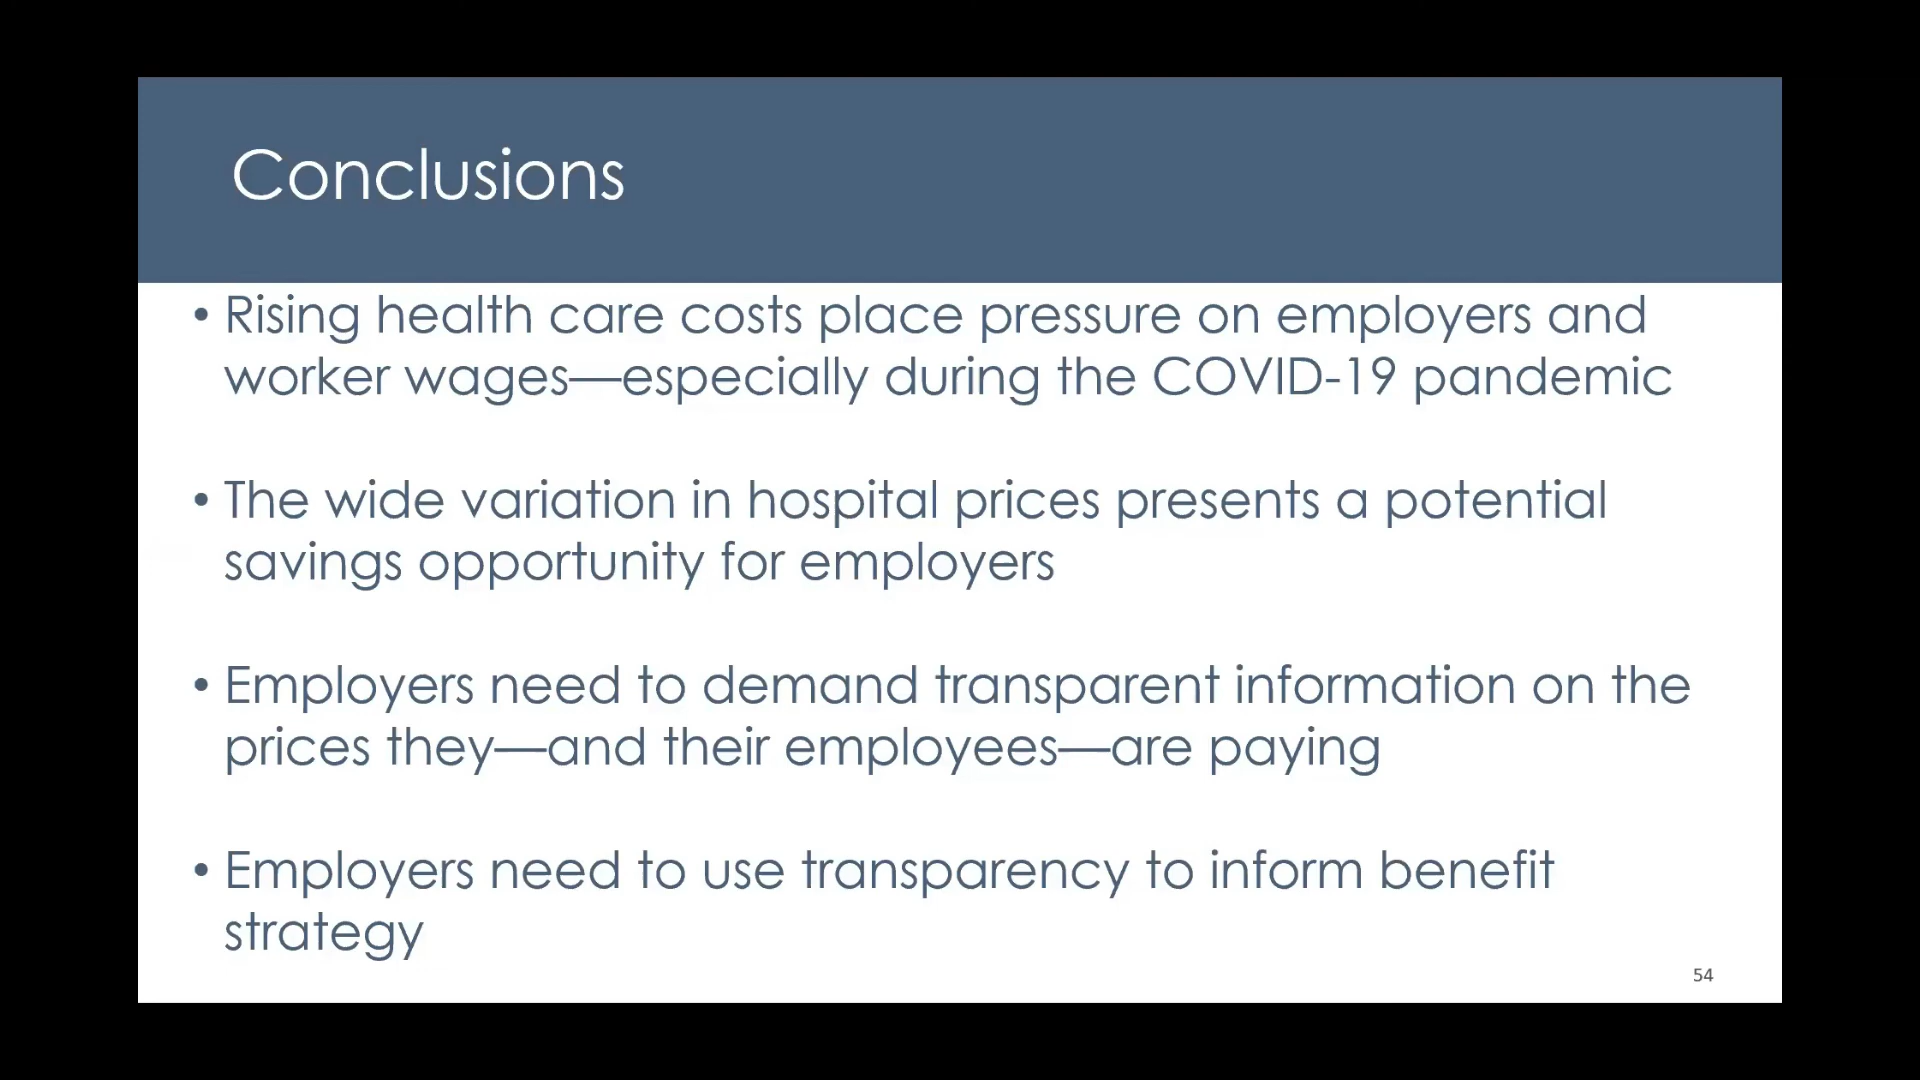 Conclusions
• Rising health care costs place pressure on employers and
worker wages—especially during the COVID-19 pandemic
• The wide variation in hospital prices presents a potential
savings opportunity for employers
• Employers need to demand transparent information on the
prices they—and their employees—are paying
• Employers need to use transparency to inform benefit
strategy
54